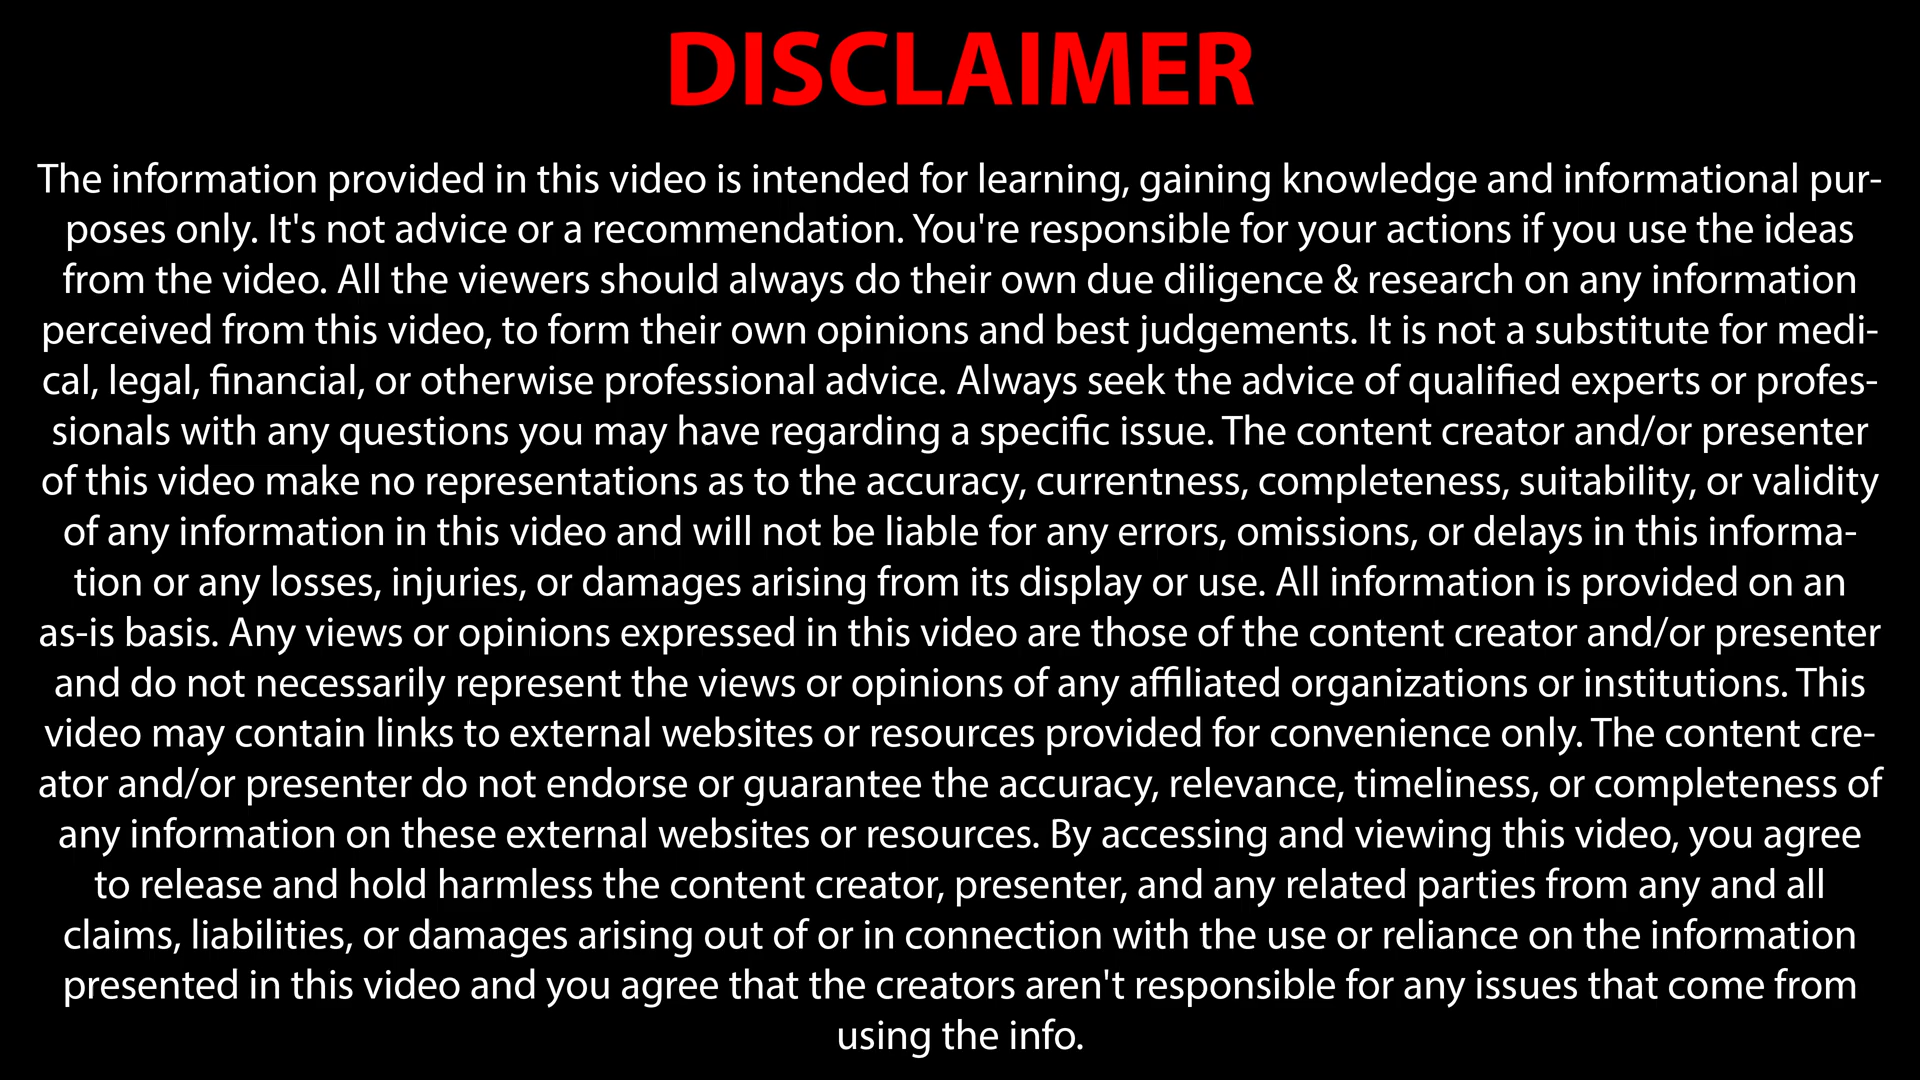 DISCLAIMER
The information provided in this video is intended for learning, gaining knowledge and informational pur-
poses only. It's not advice or a recommendation. You're responsible for your actions if you use the ideas
from the video. All the viewers should always do their own due diligence & research on any information
perceived from this video, to form their own opinions and best judgements. It is not a substitute for medi-
cal, legal, financial, or otherwise professional advice. Always seek the advice of qualified experts or profes-
sionals with any questions you may have regarding a specific issue. The content creator and/or presenter
of this video make no representations as to the accuracy, currentness, completeness, suitability, or validity
of any information in this video and will not be liable for any errors, omissions, or delays in this informa-
tion or any losses, injuries, or damages arising from its display or use. All information is provided on an
as-is basis. Any views or opinions expressed in this video are those of the content creator and/or presenter
and do not necessarily represent the views or opinions of any affiliated organizations or institutions. This
video may contain links to external websites or resources provided for convenience only. The content cre-
ator and/or presenter do not endorse or guarantee the accuracy, relevance, timeliness, or completeness of
any information on these external websites or resources. By accessing and viewing this video, you agree
to release and hold harmless the content creator, presenter, and any related parties from any and all
claims, liabilities, or damages arising out of or in connection with the use or reliance on the information
presented in this video and you agree that the creators aren't responsible for any issues that come from
using the info.